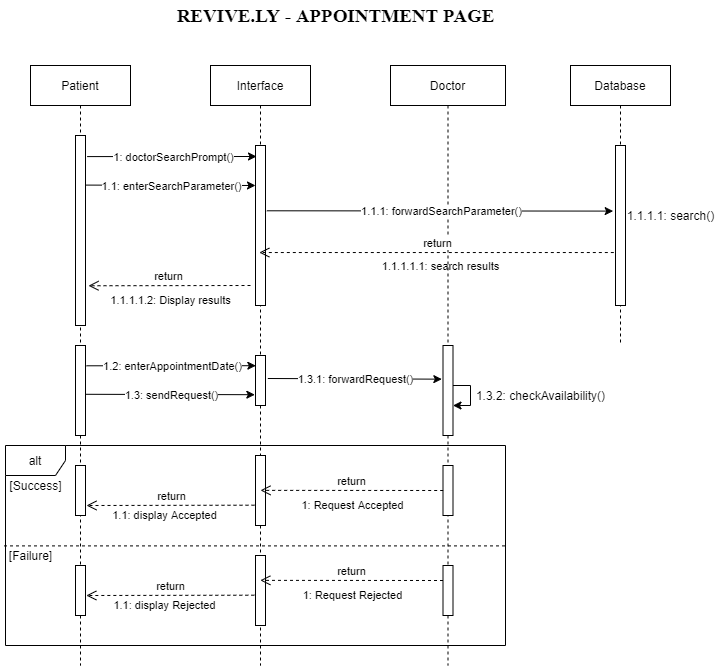 REVIVE.LY - APPOINTMENT PAGE
Patient
Interface
Doctor
Database
1: doctorSearchPrompt()
1.1: enterSearchParameter()
1.1.1: forwardSearchParameter()
1.1.1.1: search()
return
1.1.1.1.1: search results
return
1.1.1.1.2: Display results
1.2: enterAppointmentDate()
1.3.1: forwardRequest()
1.3: sendRequest()
1.3.2: checkAvailability()
alt
[Success]
return
1: Request Accepted
return
1.1: display Accepted
[Failure]
return
1: Request Rejected
return
1.1: display Rejected